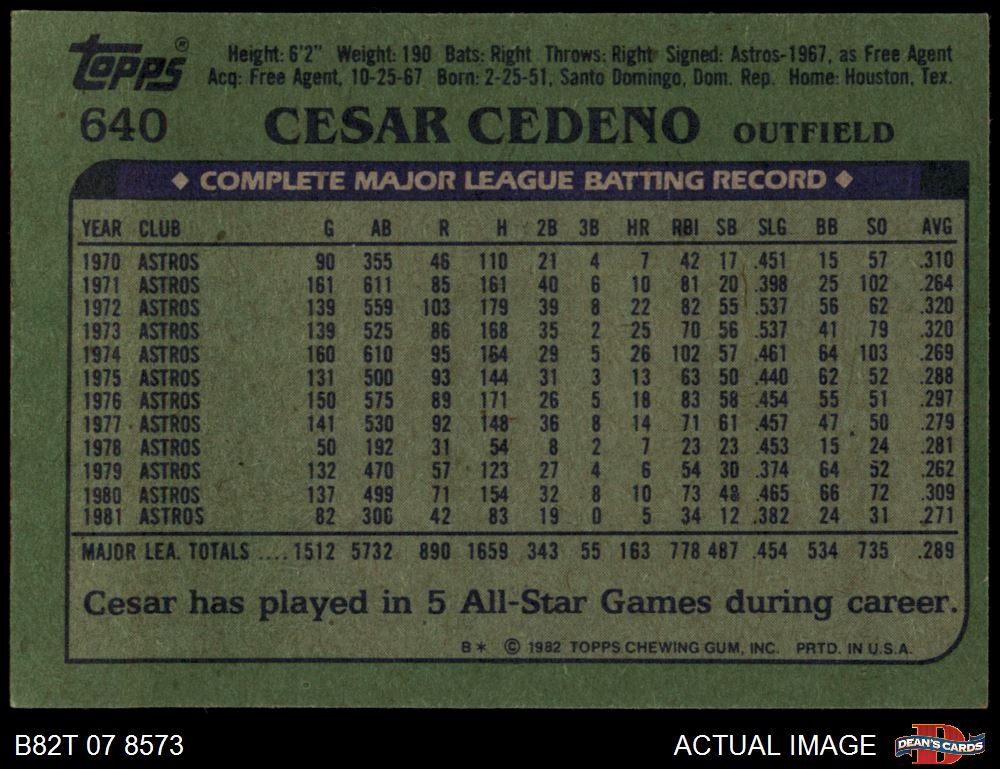 Topps®
Height: 6'2" Weight: 190 Bats: Right Throws: Right Signed: Astros-1967, as Free Agent
Acq: Free Agent, 10-25-67 Born: 2-25-51, Santo Domingo, Dom. Rep. Home: Houston, Tex.
640 CESAR CEDENO OUTFIELD
◆ COMPLETE MAJOR LEAGUE BATTING RECORD ◆
YEAR CLUB G AB R H 2B 3B HR RBI SB SLG BB SO AVG
1970 ASTROS 90 355 46 110 21 4 7 42 17 .451 15 57 .310
1971 ASTROS 161 611 85 161 40 6 10 81 20 .398 25 102 .264
1972 ASTROS 139 559 103 179 39 8 22 82 55 .537 56 62 .320
1973 ASTROS 139 525 86 168 35 2 25 70 56 .537 41 79 .320
1974 ASTROS 160 610 95 164 29 5 26 102 57 .461 64 103 .269
1975 ASTROS 131 500 93 144 31 3 13 63 50 .440 62 52 .288
1976 ASTROS 150 575 89 171 26 5 18 83 58 .454 55 51 .297
1977 ASTROS 141 530 92 148 36 8 14 71 61 .457 47 50 .279
1978 ASTROS 50 192 31 54 8 2 7 23 23 .453 15 24 .281
1979 ASTROS 132 470 57 123 27 4 6 54 30 .374 64 52 .262
1980 ASTROS 137 499 71 154 32 8 10 73 48 .465 66 72 .309
1981 ASTROS 82 306 42 83 19 0 5 34 12 .382 24 31 .271
MAJOR LEA. TOTALS .... 1512 5732 890 1659 343 55 163 778 487 .454 534 735 .289
Cesar has played in 5 All-Star Games during career.
B* © 1982 TOPPS CHEWING GUM, INC. PRTD. IN U.S.A.
B82T 07 8573 ACTUAL IMAGE DEAN'S CARDS